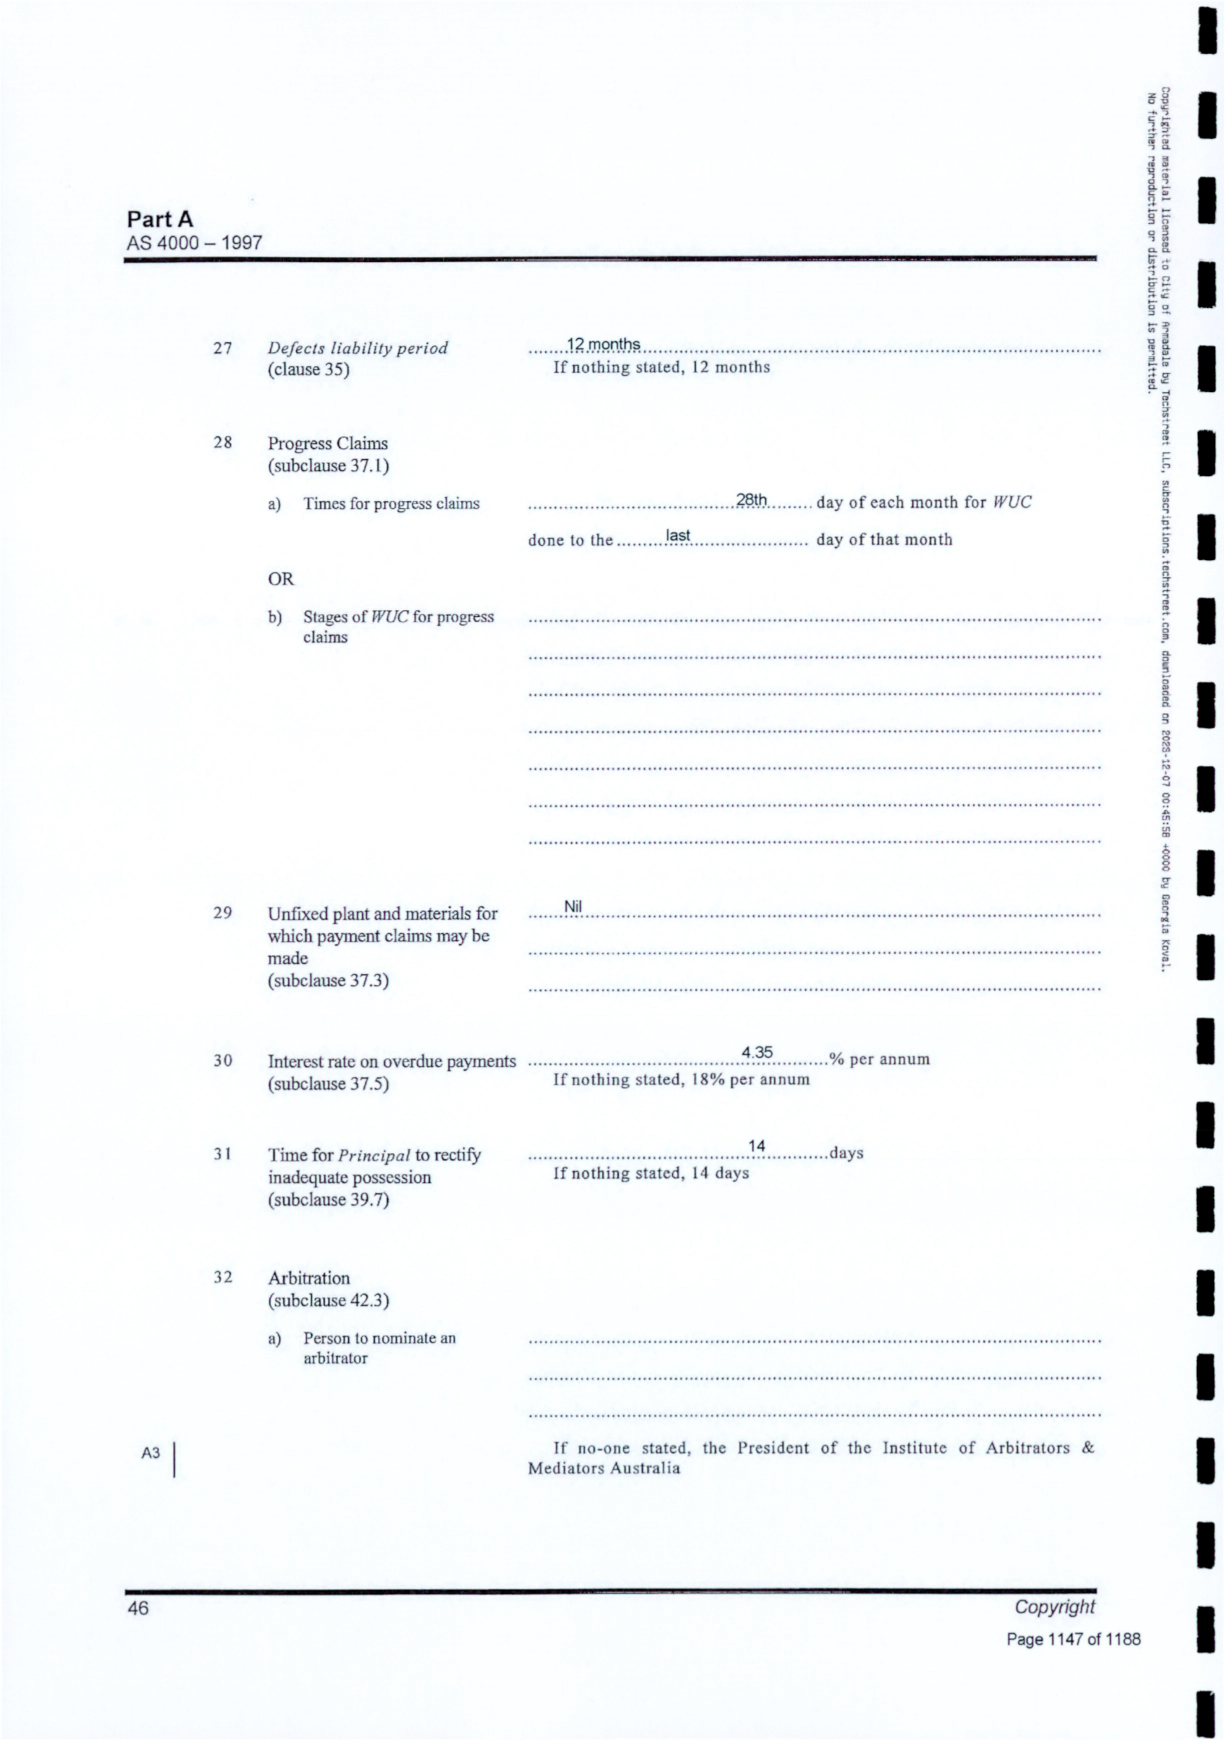 Part A
AS 4000 – 1997
27 Defects liability period ........12 months........
(clause 35) If nothing stated, 12 months
28 Progress Claims
(subclause 37.1)
a) Times for progress claims ........28th........ day of each month for WUC
done to the ........last........ day of that month
OR
b) Stages of WUC for progress
claims
29 Unfixed plant and materials for ........Nil........
which payment claims may be
made
(subclause 37.3)
30 Interest rate on overdue payments ........4.35........% per annum
(subclause 37.5) If nothing stated, 18% per annum
31 Time for Principal to rectify ........14........days
inadequate possession If nothing stated, 14 days
(subclause 39.7)
32 Arbitration
(subclause 42.3)
a) Person to nominate an
arbitrator
A3 If no-one stated, the President of the Institute of Arbitrators &
Mediators Australia
46 Copyright
Page 1147 of 1188
Copyrighted material licensed to City of Armadale by Techstreet LLC, subscriptions.techstreet.com, downloaded on 2023-12-07 00:45:58 +0000 by Georgia Koval.
No further reproduction or distribution is permitted.